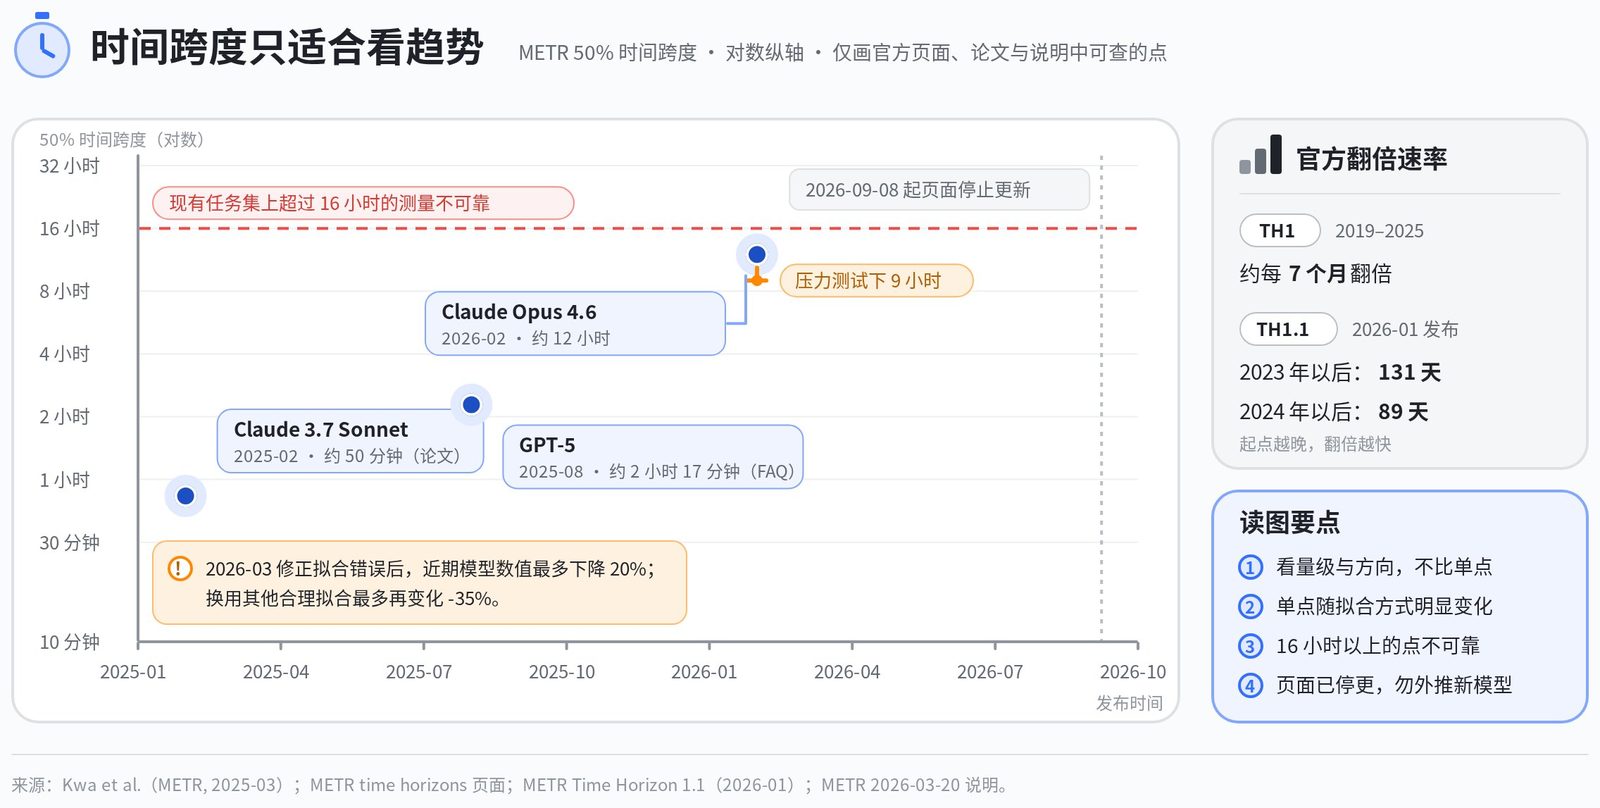 时间跨度只适合看趋势
METR 50% 时间跨度 · 对数纵轴 · 仅画官方页面、论文与说明中可查的点
50% 时间跨度（对数）
32 小时
现有任务集上超过 16 小时的测量不可靠
2026-09-08 起页面停止更新
16 小时
压力测试下 9 小时
8 小时
Claude Opus 4.6
2026-02 · 约 12 小时
4 小时
2 小时
Claude 3.7 Sonnet
2025-02 · 约 50 分钟（论文）
GPT-5
2025-08 · 约 2 小时 17 分钟（FAQ）
1 小时
30 分钟
!
2026-03 修正拟合错误后，近期模型数值最多下降 20%；
换用其他合理拟合最多再变化 -35%。
10 分钟
2025-01
2025-04
2025-07
2025-10
2026-01
2026-04
2026-07
2026-10
发布时间
官方翻倍速率
TH1 2019–2025
约每 7 个月翻倍
TH1.1 2026-01 发布
2023 年以后： 131 天
2024 年以后： 89 天
起点越晚，翻倍越快
读图要点
1 看量级与方向，不比单点
2 单点随拟合方式明显变化
3 16 小时以上的点不可靠
4 页面已停更，勿外推新模型
来源：Kwa et al.（METR, 2025-03）；METR time horizons 页面；METR Time Horizon 1.1（2026-01）；METR 2026-03-20 说明。